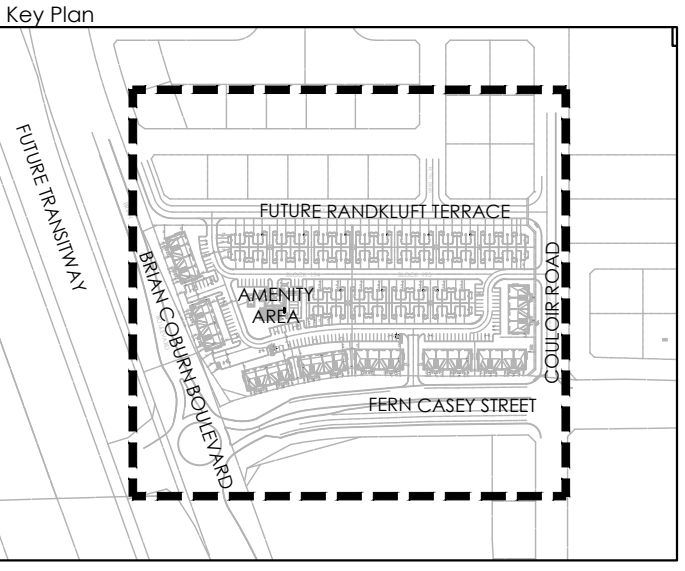 Key Plan
FUTURE TRANSITWAY
FUTURE RANDKLUFT TERRACE
BRIAN COBURN BOULEVARD
AMENITY
AREA
COULOIR ROAD
FERN CASEY STREET